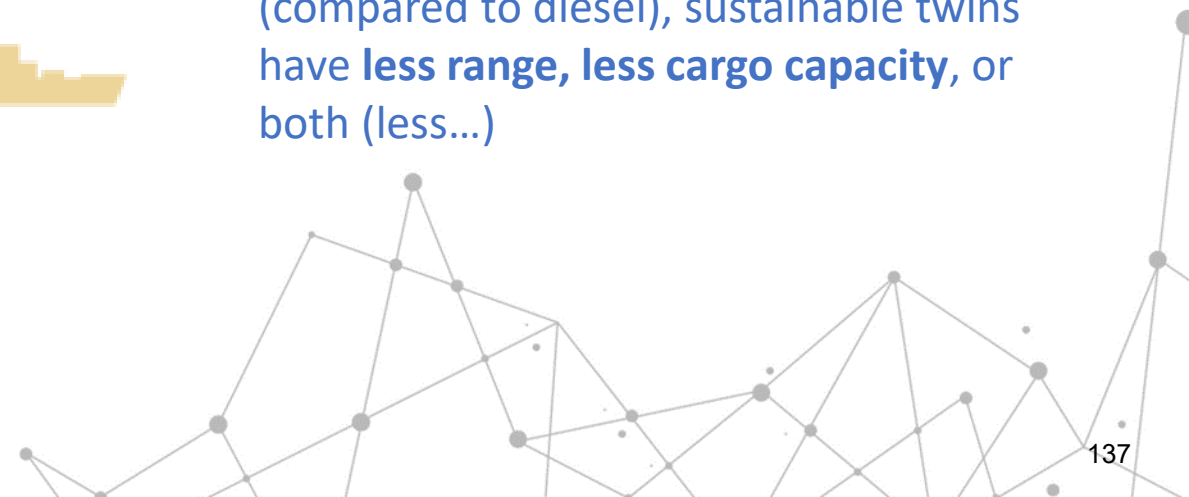 (compared to diesel), sustainable twins
have less range, less cargo capacity, or
both (less…)
137